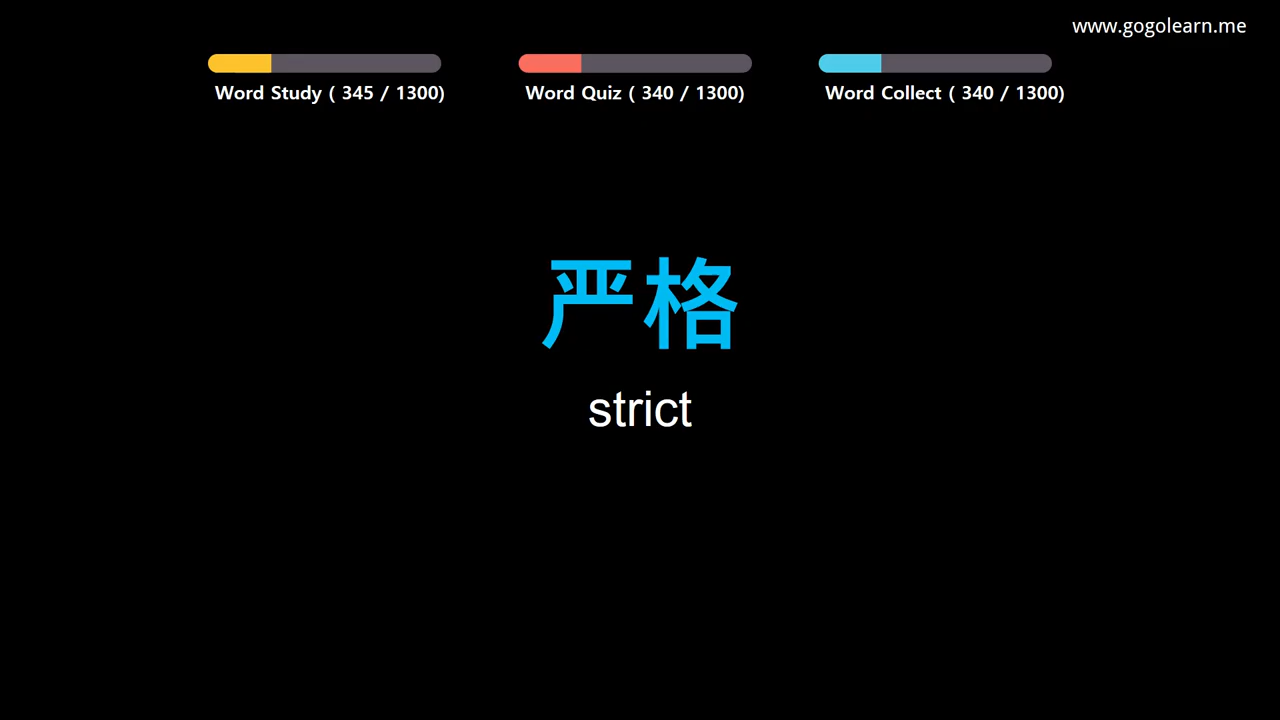 www.gogolearn.me
Word Study ( 345 / 1300)
Word Quiz ( 340 / 1300)
Word Collect ( 340 / 1300)
严格
strict